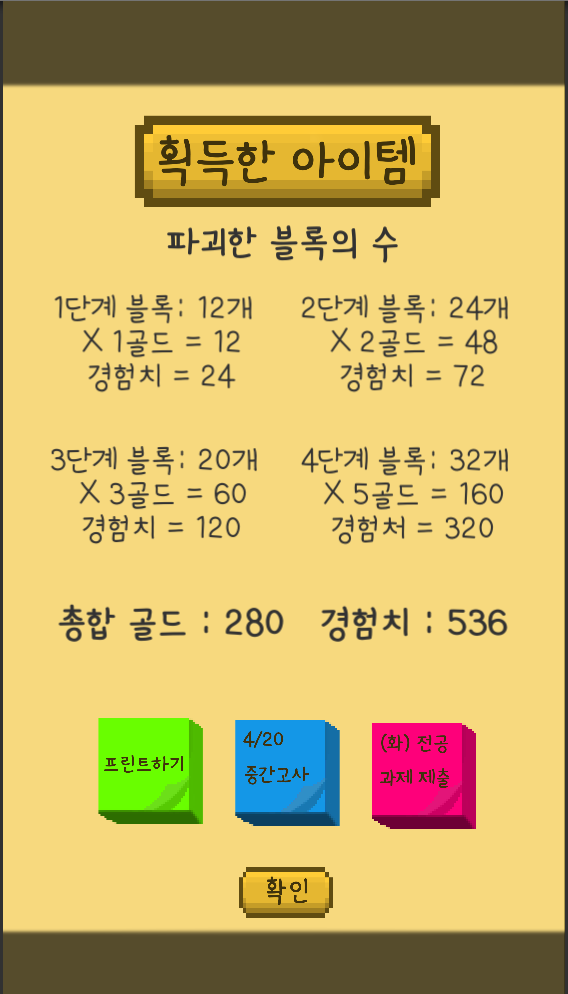 획득한 아이템
파괴한 블록의 수
1단계 블록: 12개
X 1골드 = 12
경험치 = 24
2단계 블록: 24개
X 2골드 = 48
경험치 = 72
3단계 블록: 20개
X 3골드 = 60
경험치 = 120
4단계 블록: 32개
X 5골드 = 160
경험처 = 320
총합 골드 : 280 경험치 : 536
프린트하기
4/20
중간고사
(화) 전공
과제 제출
확인